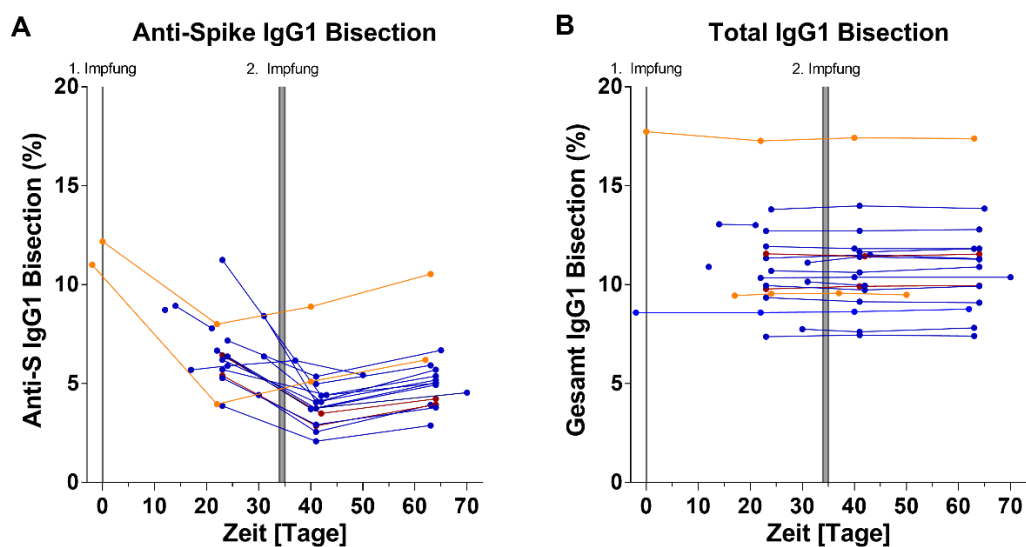 A
Anti-Spike IgG1 Bisection
1. Impfung
2. Impfung
Anti-S IgG1 Bisection (%)
20
15
10
5
0
0 10 20 30 40 50 60 70
Zeit [Tage]
B
Total IgG1 Bisection
1. Impfung
2. Impfung
Gesamt IgG1 Bisection (%)
20
15
10
5
0
0 10 20 30 40 50 60 70
Zeit [Tage]